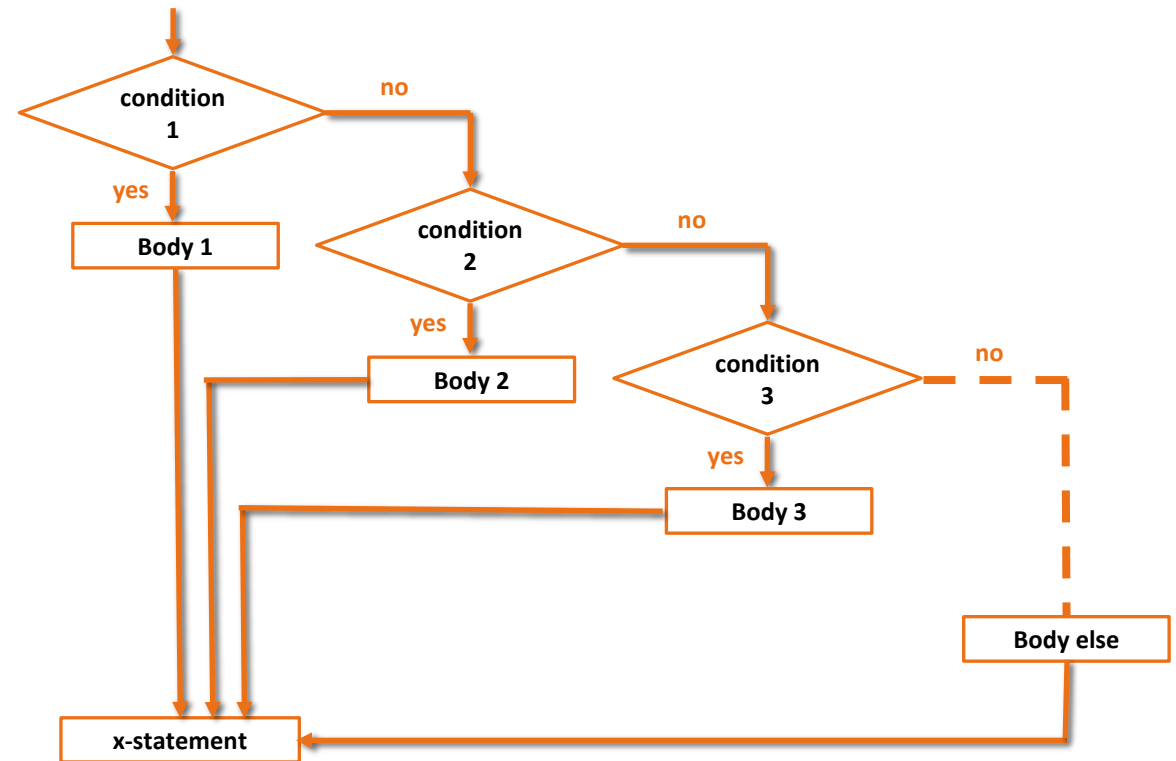 condition
1
no
yes
Body 1
condition
2
no
yes
Body 2
condition
3
no
yes
Body 3
Body else
x-statement